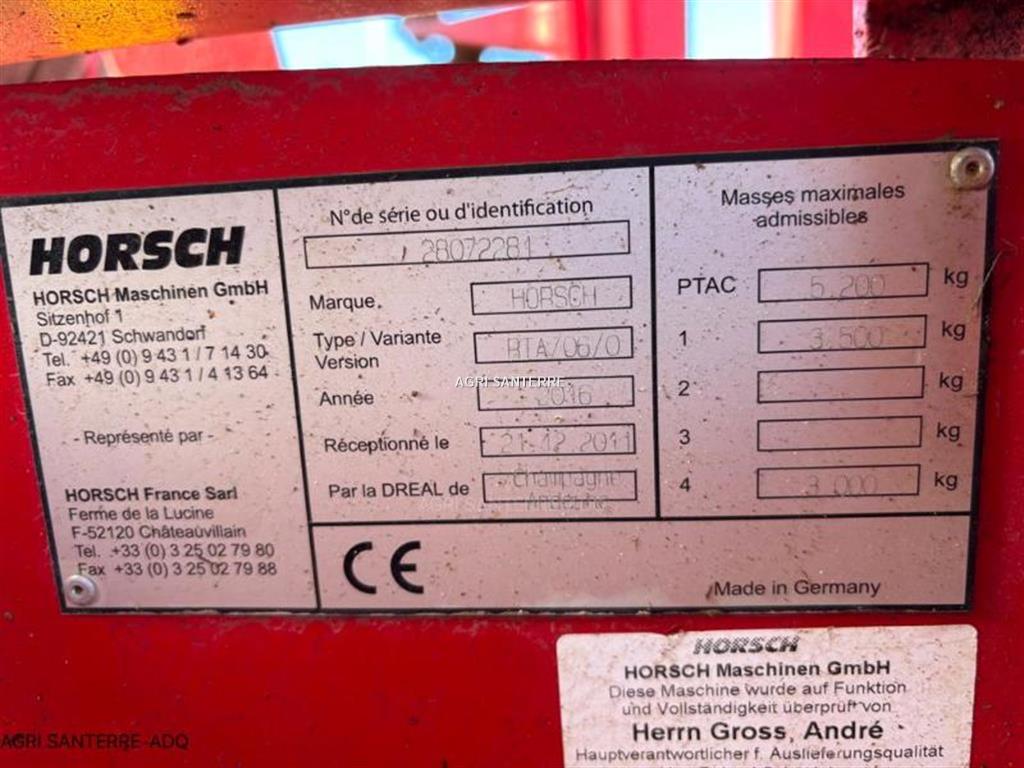 HORSCH
HORSCH Maschinen GmbH
Sitzenhof 1
D-92421 Schwandorf
Tel. +49 (0) 9 43 1 / 7 14 30
Fax +49 (0) 9 43 1 / 4 13 64
- Représenté par -
HORSCH France Sarl
Ferme de la Lucine
F-52120 Châteauvillain
Tel. +33 (0) 3 25 02 79 80
Fax +33 (0) 3 25 02 79 88
N°de série ou d'identification
28072281
Marque HORSCH
Type / Variante
Version RTA/06/0
Année 2016
Réceptionné le 21.12.2011
Par la DREAL de Champagne
Ardenne
Masses maximales
admissibles
PTAC 5.200 kg
1 3.500 kg
2 kg
3 kg
4 3.000 kg
CE
Made in Germany
AGRI SANTERRE
HORSCH
HORSCH Maschinen GmbH
Diese Maschine wurde auf Funktion
und Vollständigkeit überprüft von
Herrn Gross, André
Hauptverantwortlicher f. Auslieferungsqualität
AGRI SANTERRE -ADQ